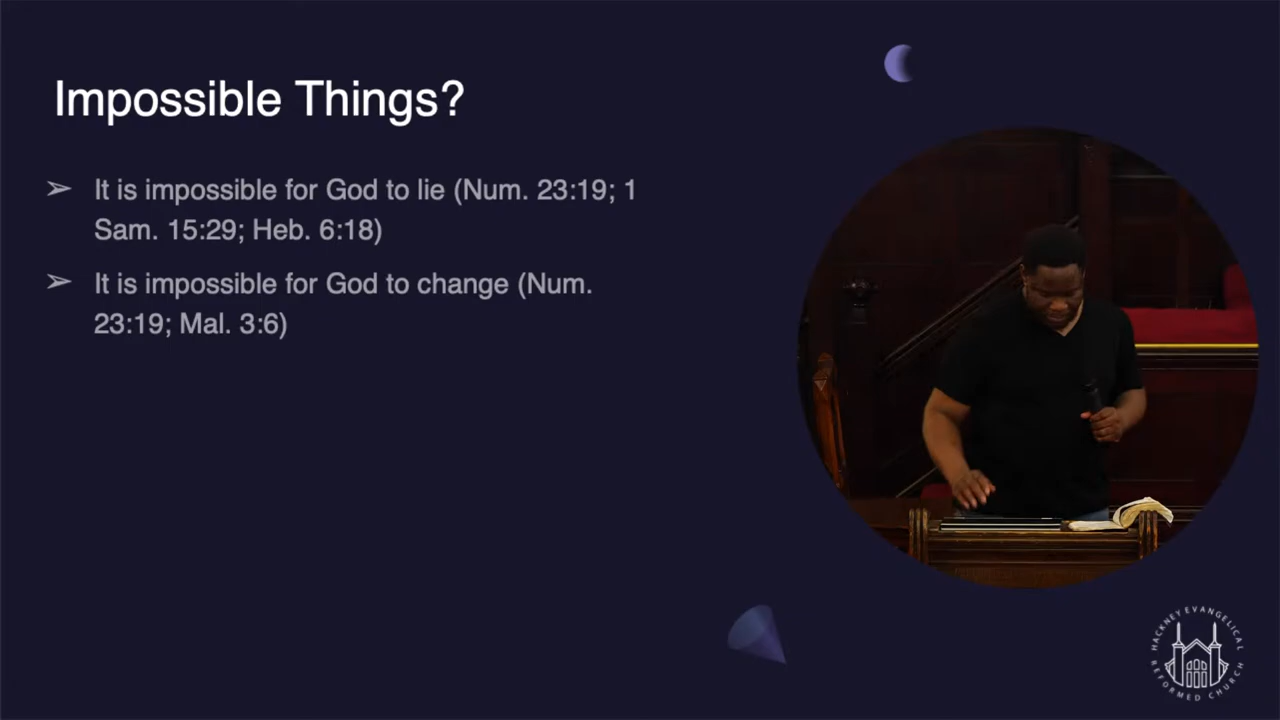 Impossible Things?
➢ It is impossible for God to lie (Num. 23:19; 1
Sam. 15:29; Heb. 6:18)
➢ It is impossible for God to change (Num.
23:19; Mal. 3:6)
HACKNEY EVANGELICAL
REFORMED CHURCH